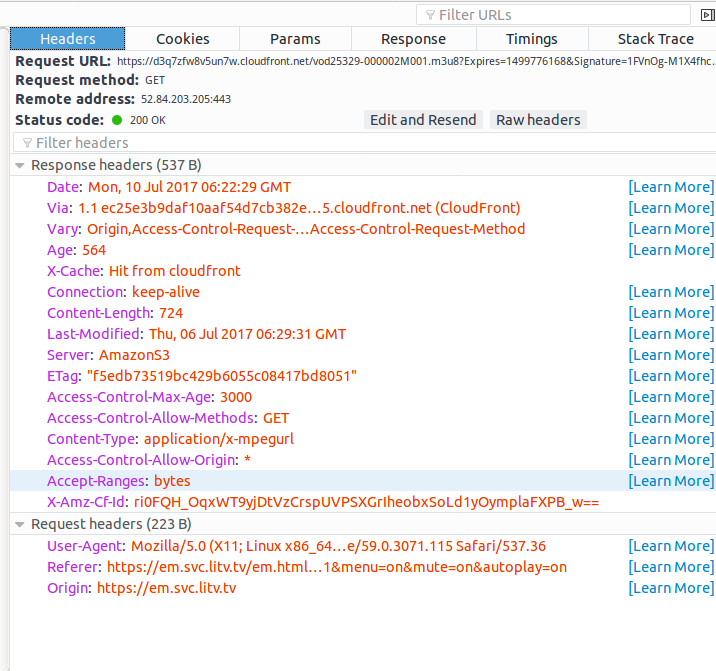 Filter URLs
Headers Cookies Params Response Timings Stack Trace
Request URL: https://d3q7zfw8v5un7w.cloudfront.net/vod25329-000002M001.m3u8?Expires=1499776168&Signature=1FVnOg-M1X4fhc...
Request method: GET
Remote address: 52.84.203.205:443
Status code: 200 OK Edit and Resend Raw headers
Filter headers
Response headers (537 B)
Date: Mon, 10 Jul 2017 06:22:29 GMT [Learn More]
Via: 1.1 ec25e3b9daf10aaf54d7cb382e…5.cloudfront.net (CloudFront) [Learn More]
Vary: Origin,Access-Control-Request-…Access-Control-Request-Method [Learn More]
Age: 564 [Learn More]
X-Cache: Hit from cloudfront
Connection: keep-alive [Learn More]
Content-Length: 724 [Learn More]
Last-Modified: Thu, 06 Jul 2017 06:29:31 GMT [Learn More]
Server: AmazonS3 [Learn More]
ETag: "f5edb73519bc429b6055c08417bd8051" [Learn More]
Access-Control-Max-Age: 3000 [Learn More]
Access-Control-Allow-Methods: GET [Learn More]
Content-Type: application/x-mpegurl [Learn More]
Access-Control-Allow-Origin: * [Learn More]
Accept-Ranges: bytes [Learn More]
X-Amz-Cf-Id: ri0FQH_OqxWT9yjDtVzCrspUVPSXGrIheobxSoLd1yOymplaFXPB_w==
Request headers (223 B)
User-Agent: Mozilla/5.0 (X11; Linux x86_64…e/59.0.3071.115 Safari/537.36 [Learn More]
Referer: https://em.svc.litv.tv/em.html…1&menu=on&mute=on&autoplay=on [Learn More]
Origin: https://em.svc.litv.tv [Learn More]